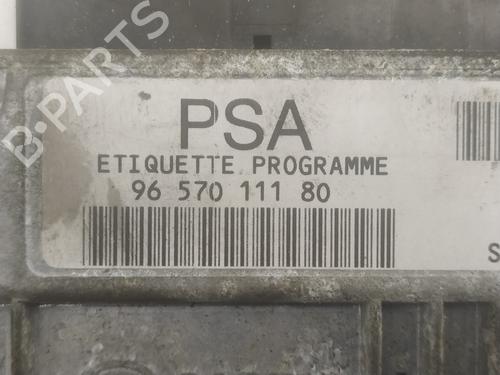 B-PARTS
PSA
ETIQUETTE PROGRAMME
96 570 111 80
S